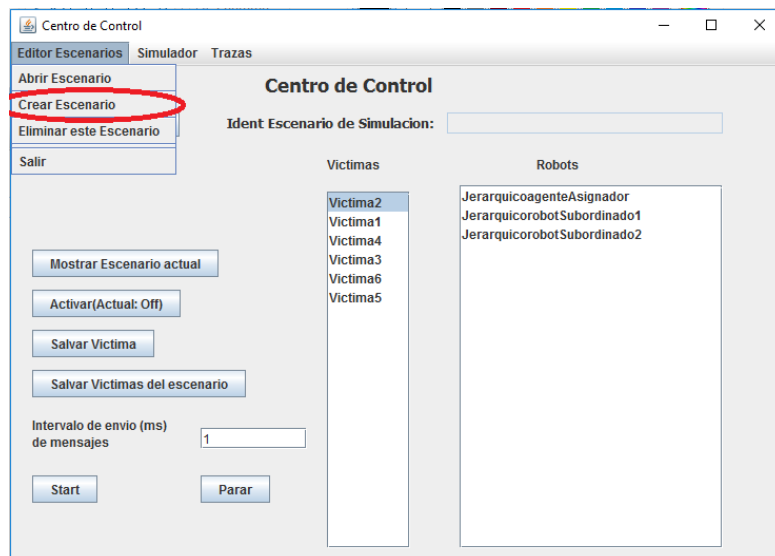 Centro de Control
Editor Escenarios Simulador Trazas
Abrir Escenario
Crear Escenario
Eliminar este Escenario
Salir
Centro de Control
Ident Escenario de Simulacion:
Victimas
Robots
Victima2
Victima1
Victima4
Victima3
Victima6
Victima5
JerarquicoagenteAsignador
JerarquicorobotSubordinado1
JerarquicorobotSubordinado2
Mostrar Escenario actual
Activar(Actual: Off)
Salvar Victima
Salvar Victimas del escenario
Intervalo de envio (ms)
de mensajes
1
Start
Parar